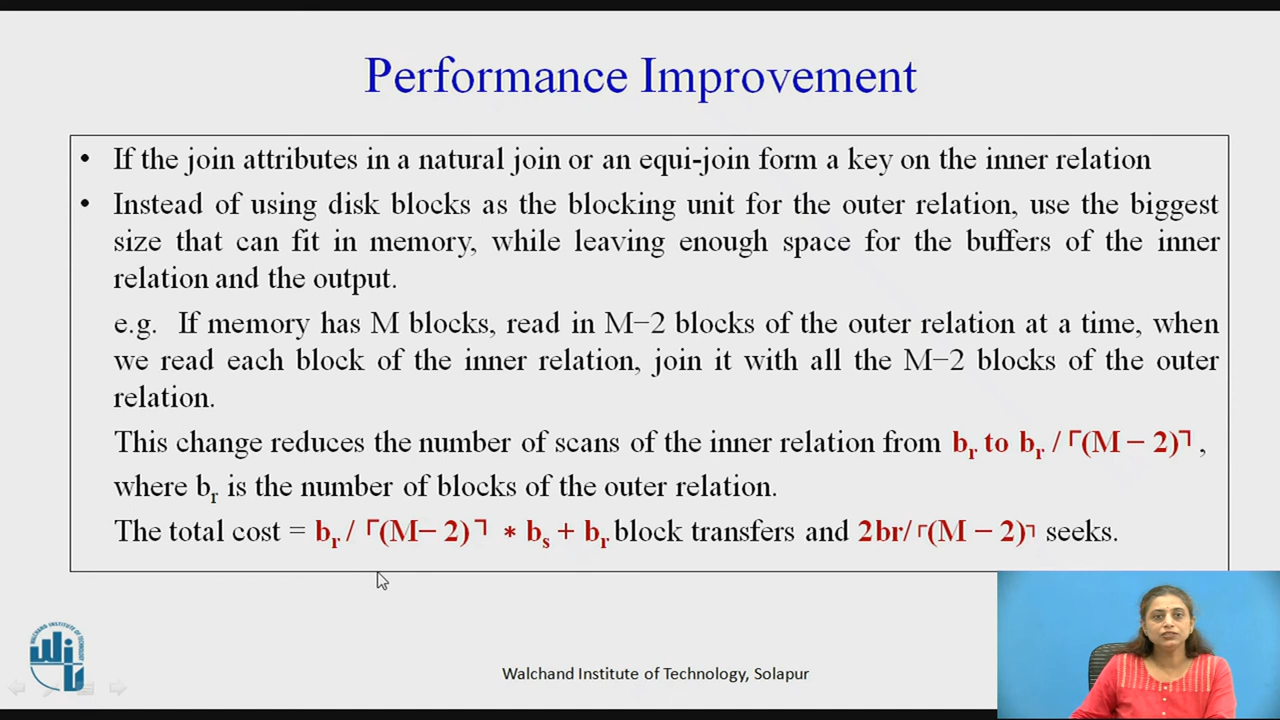 Performance Improvement
• If the join attributes in a natural join or an equi-join form a key on the inner relation
• Instead of using disk blocks as the blocking unit for the outer relation, use the biggest
size that can fit in memory, while leaving enough space for the buffers of the inner
relation and the output.
e.g. If memory has M blocks, read in M−2 blocks of the outer relation at a time, when
we read each block of the inner relation, join it with all the M−2 blocks of the outer
relation.
This change reduces the number of scans of the inner relation from br to br / ⌈(M − 2)⌉ ,
where br is the number of blocks of the outer relation.
The total cost = br / ⌈(M− 2)⌉ ∗ bs + br block transfers and 2br/⌈(M − 2)⌉ seeks.
WALCHAND INSTITUTE OF TECHNOLOGY, SOLAPUR
WIT
Walchand Institute of Technology, Solapur